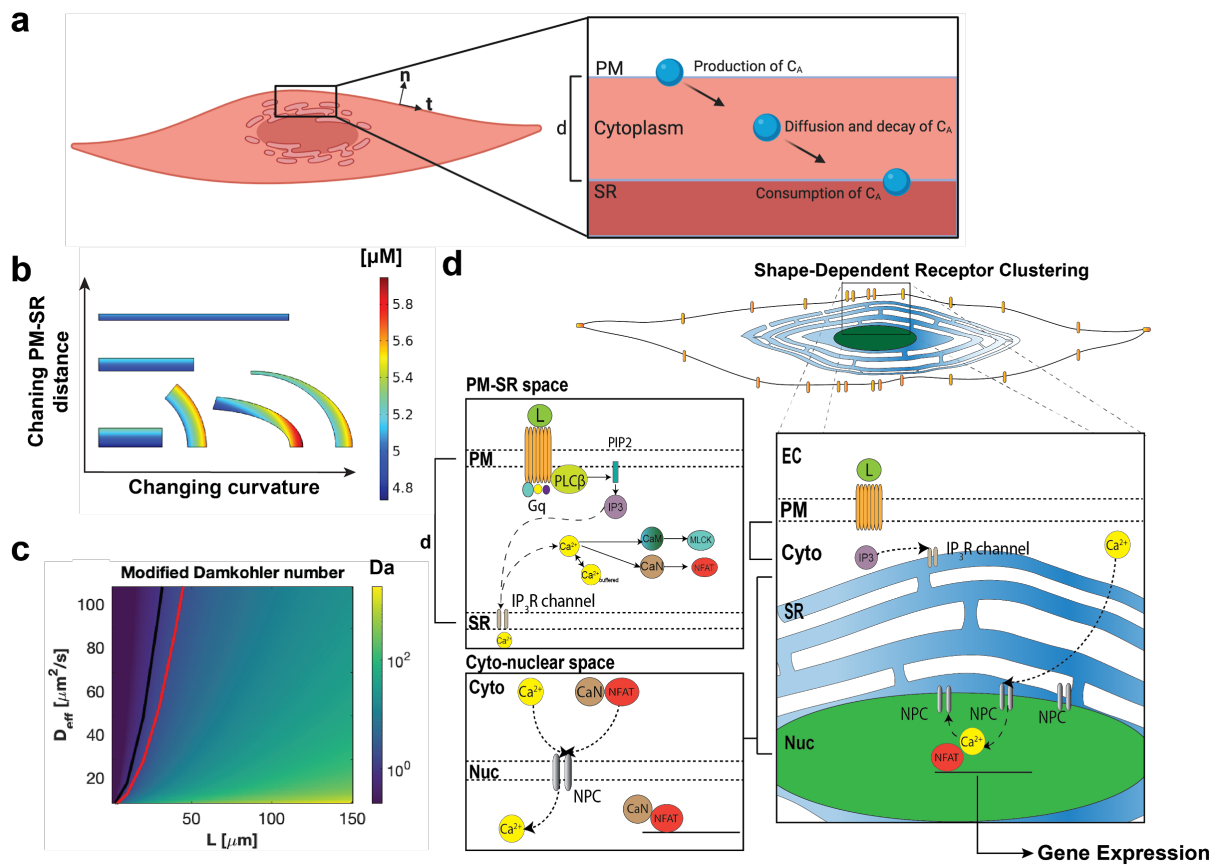 a
n
t
PM
Production of C_A
d
Cytoplasm
Diffusion and decay of C_A
SR
Consumption of C_A
b
[µM]
Chaning PM-SR
distance
Changing curvature
5.8
5.6
5.4
5.2
5
4.8
c
Modified Damkohler number
Da
D_eff [µm²/s]
100
80
60
40
20
50
100
150
L [µm]
10²
10⁰
d
Shape-Dependent Receptor Clustering
d
PM-SR space
L
PIP2
PM
PLCβ
Gq
IP3
Ca²⁺
CaM
MLCK
Ca²⁺ buffered
CaN
NFAT
IP₃R channel
SR
Ca²⁺
Cyto-nuclear space
Cyto
Ca²⁺
CaN
NFAT
Nuc
NPC
Ca²⁺
CaN
NFAT
EC
L
PM
Cyto
IP3
IP₃R channel
Ca²⁺
SR
NPC
NPC
NPC
Nuc
Ca²⁺
NFAT
Gene Expression